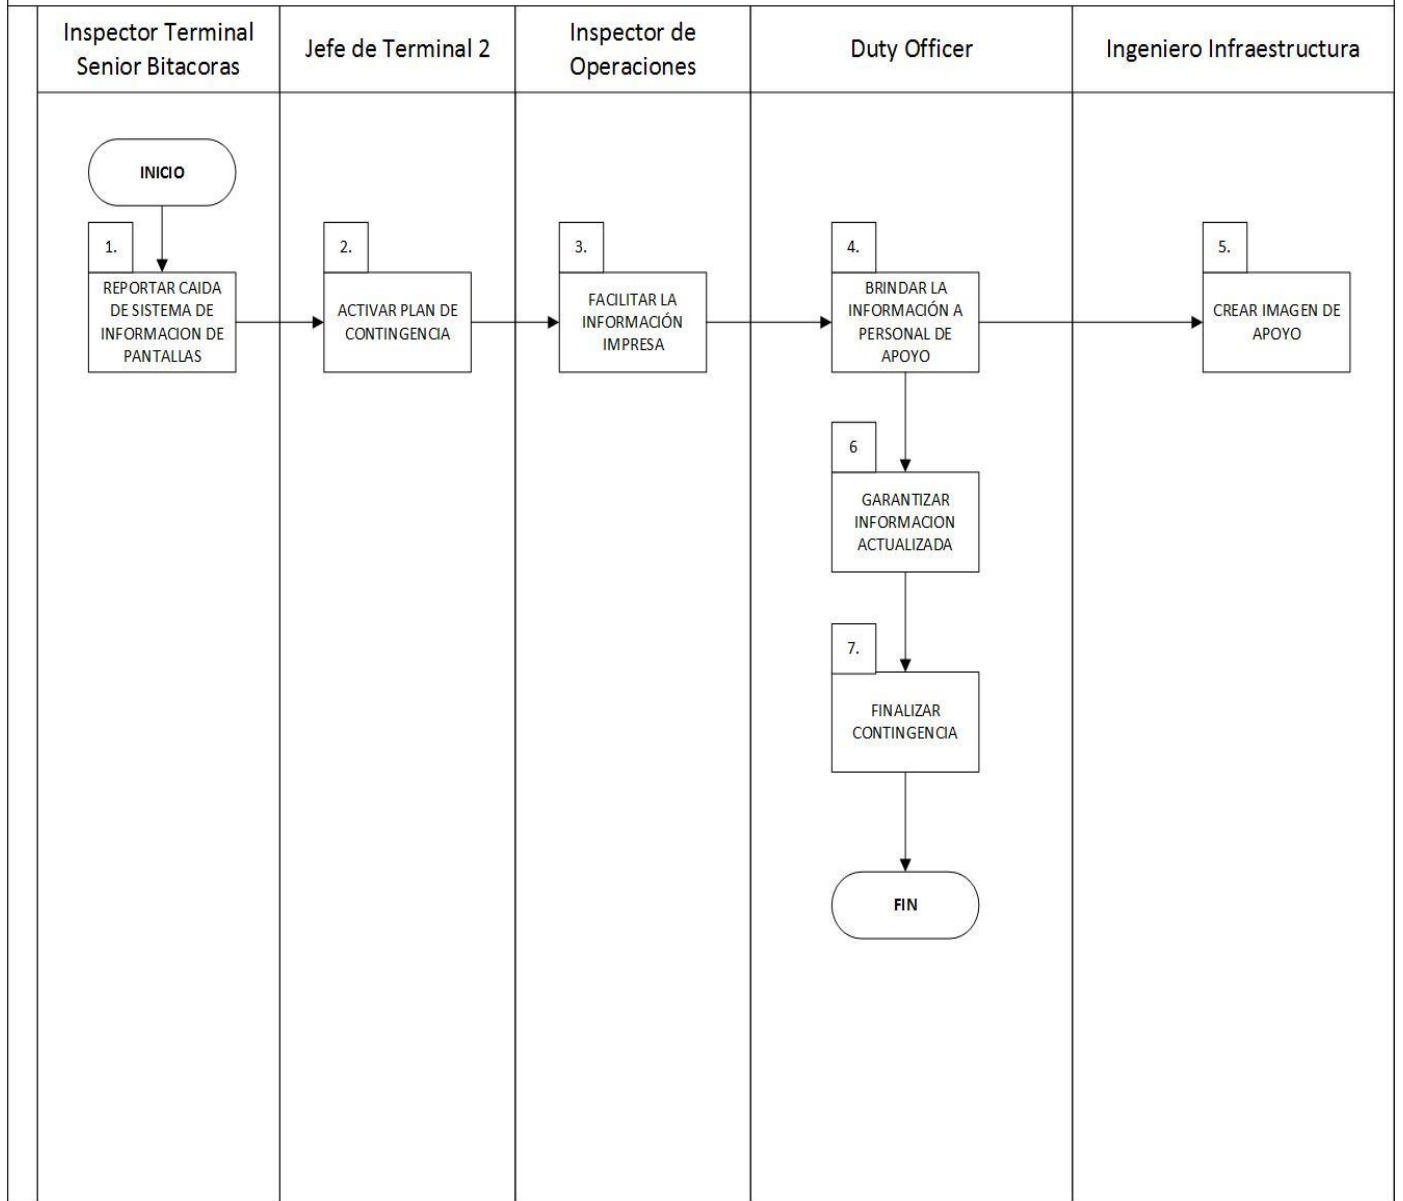 Inspector Terminal
Senior Bitacoras
Jefe de Terminal 2
Inspector de
Operaciones
Duty Officer
Ingeniero Infraestructura
INICIO
1.
REPORTAR CAIDA
DE SISTEMA DE
INFORMACION DE
PANTALLAS
2.
ACTIVAR PLAN DE
CONTINGENCIA
3.
FACILITAR LA
INFORMACIÓN
IMPRESA
4.
BRINDAR LA
INFORMACIÓN A
PERSONAL DE
APOYO
5.
CREAR IMAGEN DE
APOYO
6
GARANTIZAR
INFORMACION
ACTUALIZADA
7.
FINALIZAR
CONTINGENCIA
FIN